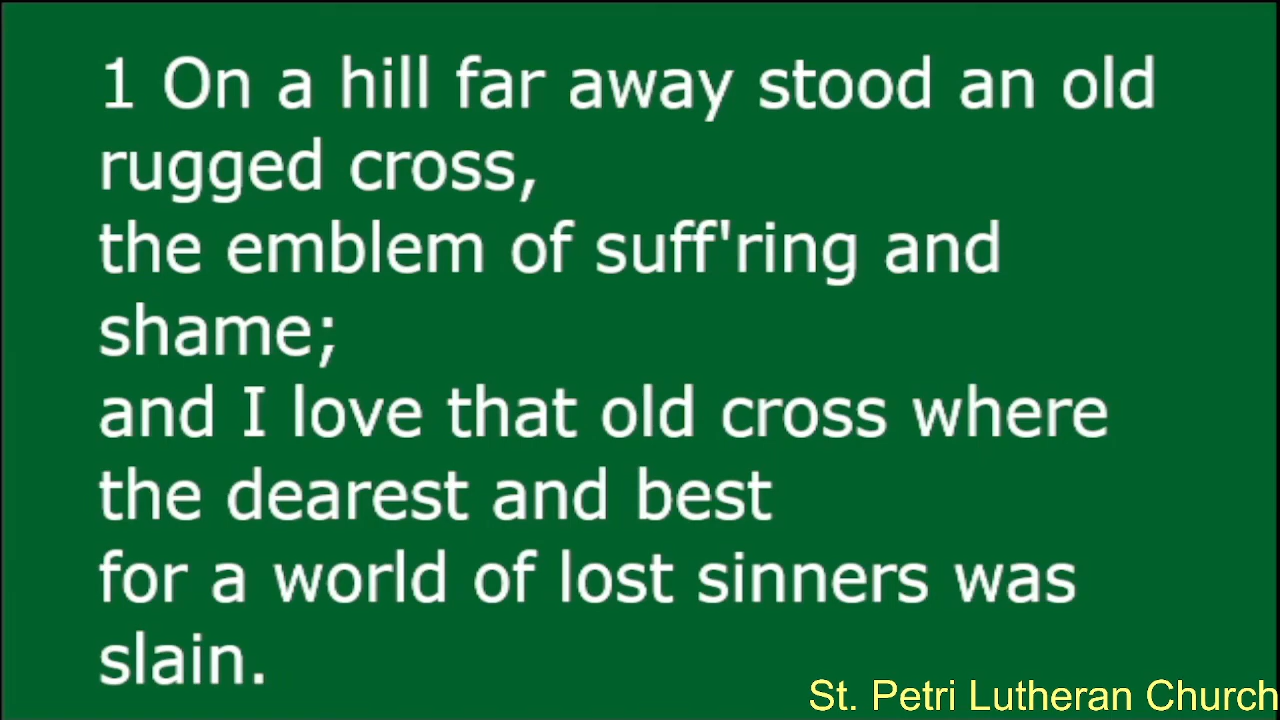 1 On a hill far away stood an old
rugged cross,
the emblem of suff'ring and
shame;
and I love that old cross where
the dearest and best
for a world of lost sinners was
slain.
St. Petri Lutheran Church